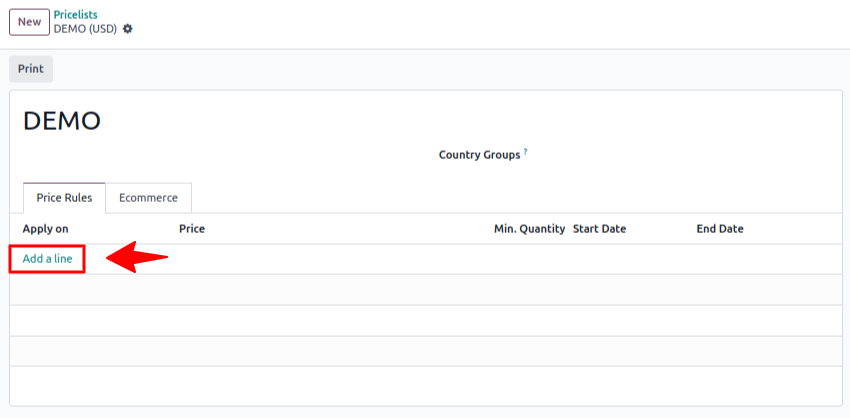 New
Pricelists
DEMO (USD)
Print
DEMO
Country Groups ?
Price Rules Ecommerce
Apply on Price Min. Quantity Start Date End Date
Add a line